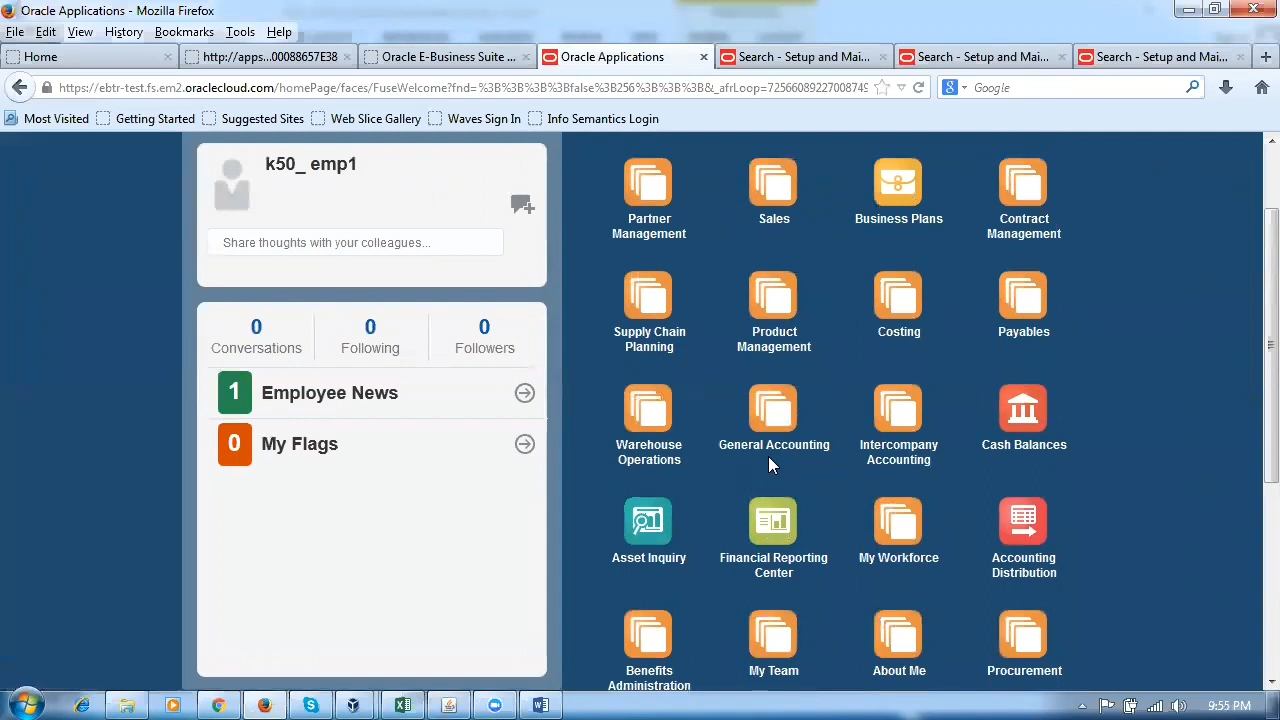 Oracle Applications - Mozilla Firefox
File Edit View History Bookmarks Tools Help
Home
http://apps...00088657E38
Oracle E-Business Suite ...
Oracle Applications
Search - Setup and Mai...
Search - Setup and Mai...
Search - Setup and Mai...
https://ebtr-test.fs.em2.oraclecloud.com/homePage/faces/FuseWelcome?fnd=%3B%3B%3B%3Bfalse%3B256%3B%3B%3B&_afrLoop=72566089227008749
Google
Most Visited
Getting Started
Suggested Sites
Web Slice Gallery
Waves Sign In
Info Semantics Login
k50_ emp1
Share thoughts with your colleagues...
0 0 0
Conversations Following Followers
1 Employee News
0 My Flags
Partner
Management
Sales
Business Plans
Contract
Management
Supply Chain
Planning
Product
Management
Costing
Payables
Warehouse
Operations
General Accounting
Intercompany
Accounting
Cash Balances
Asset Inquiry
Financial Reporting
Center
My Workforce
Accounting
Distribution
Benefits
Administration
My Team
About Me
Procurement
9:55 PM